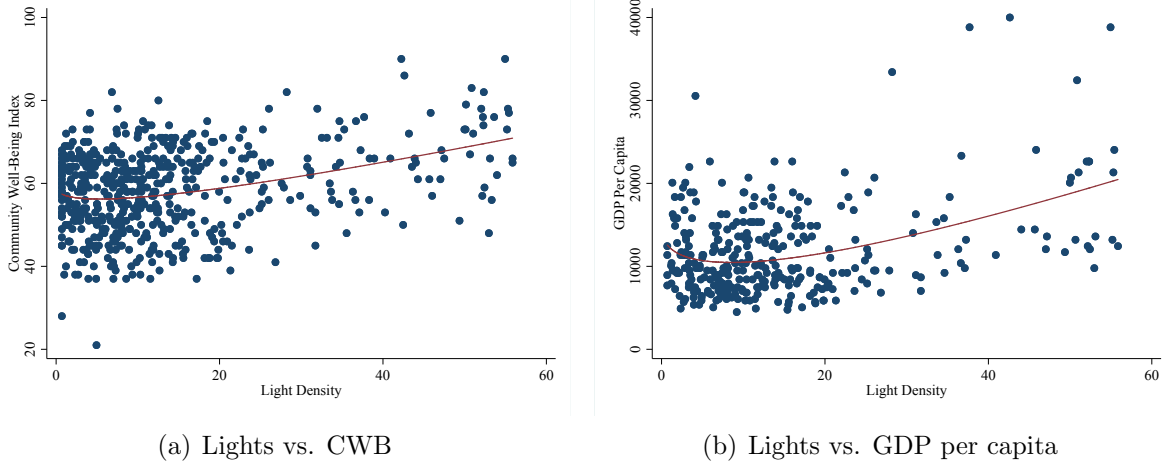 100
80
60
40
20
Community Well-Being Index
0 20 40 60
Light Density
(a) Lights vs. CWB
40000
30000
20000
10000
0
GDP Per Capita
0 20 40 60
Light Density
(b) Lights vs. GDP per capita